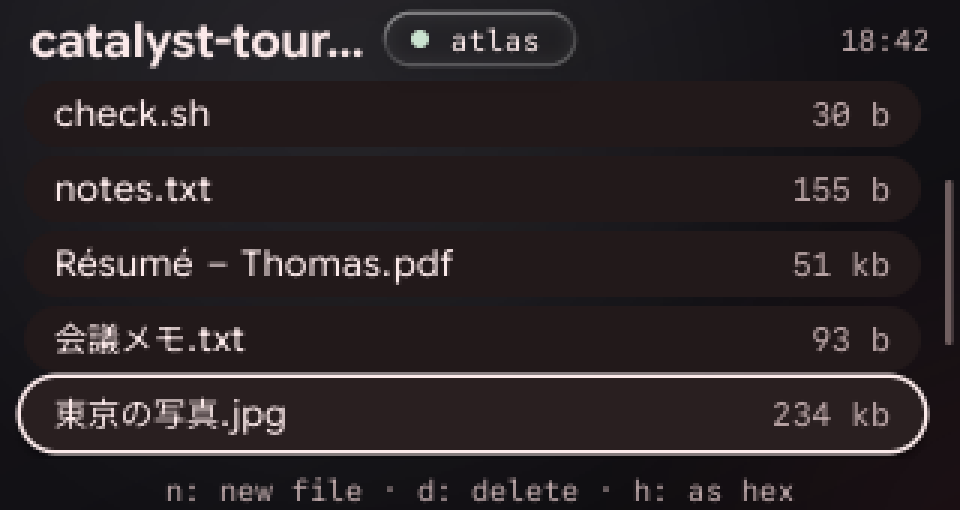 catalyst-tour... atlas 18:42
check.sh 30 b
notes.txt 155 b
Résumé – Thomas.pdf 51 kb
会議メモ.txt 93 b
東京の写真.jpg 234 kb
n: new file · d: delete · h: as hex